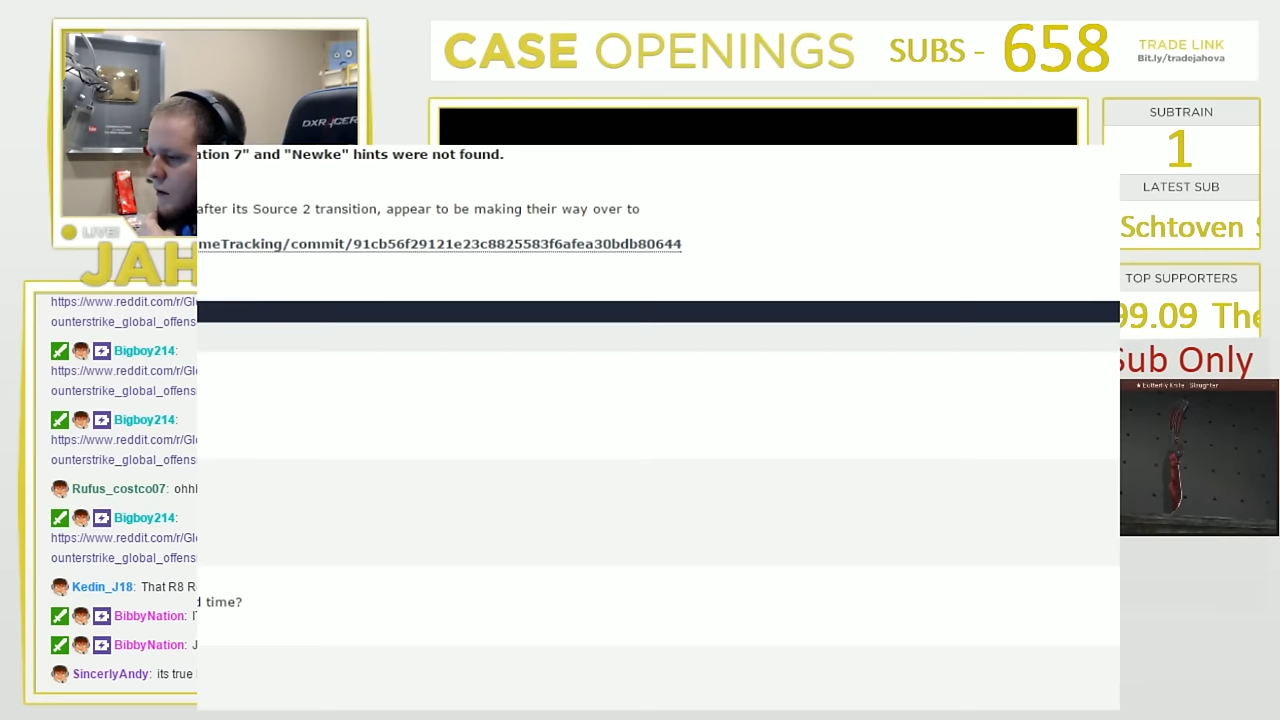 CASE OPENINGS SUBS - 658
TRADE LINK
Bit.ly/tradejahova
DXRACER
LIVE!
JAH
SUBTRAIN
1
LATEST SUB
Schtoven S
TOP SUPPORTERS
99.09 The
Sub Only
★ Butterfly Knife | Slaughter
ation 7" and "Newke" hints were not found.
after its Source 2 transition, appear to be making their way over to
meTracking/commit/91cb56f29121e23c8825583f6afea30bdb80644
d time?
https://www.reddit.com/r/Gl
ounterstrike_global_offens
Bigboy214:
https://www.reddit.com/r/Gl
ounterstrike_global_offens
Bigboy214:
https://www.reddit.com/r/Gl
ounterstrike_global_offens
Rufus_costco07: ohhl
Bigboy214:
https://www.reddit.com/r/Gl
ounterstrike_global_offens
Kedin_J18: That R8 R
BibbyNation: I
BibbyNation: J
SincerlyAndy: its true